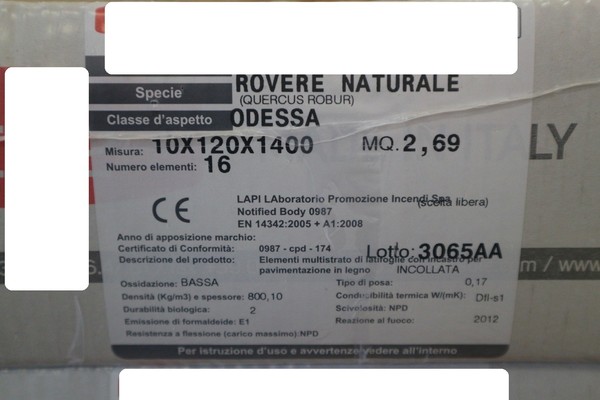 Specie ROVERE NATURALE
(QUERCUS ROBUR)
Classe d'aspetto ODESSA
Misura: 10X120X1400 MQ. 2,69
Numero elementi: 16
LY
CE
LAPI LAboratorio Promozione Incendi Spa (scelta libera)
Notified Body 0987
EN 14342:2005 + A1:2008
Anno di apposizione marchio:
Certificato di Conformità: 0987 - cpd - 174 Lotto: 3065AA
Descrizione del prodotto: Elementi multistrato di latifoglie con incastro per
pavimentazione in legno INCOLLATA
/ www
Ossidazione: BASSA Tipo di posa: 0,17
Densità (Kg/m3) e spessore: 800,10 Conducibilità termica W/(mK): Dfl-s1
Durabilità biologica: 2 Scivelosità: NPD
Emissione di formaldeide: E1 Reazione al fuoco: 2012
Resistenza a flessione (carico massimo): NPD
Per istruzione d'uso e avvertenze vedere all'interno